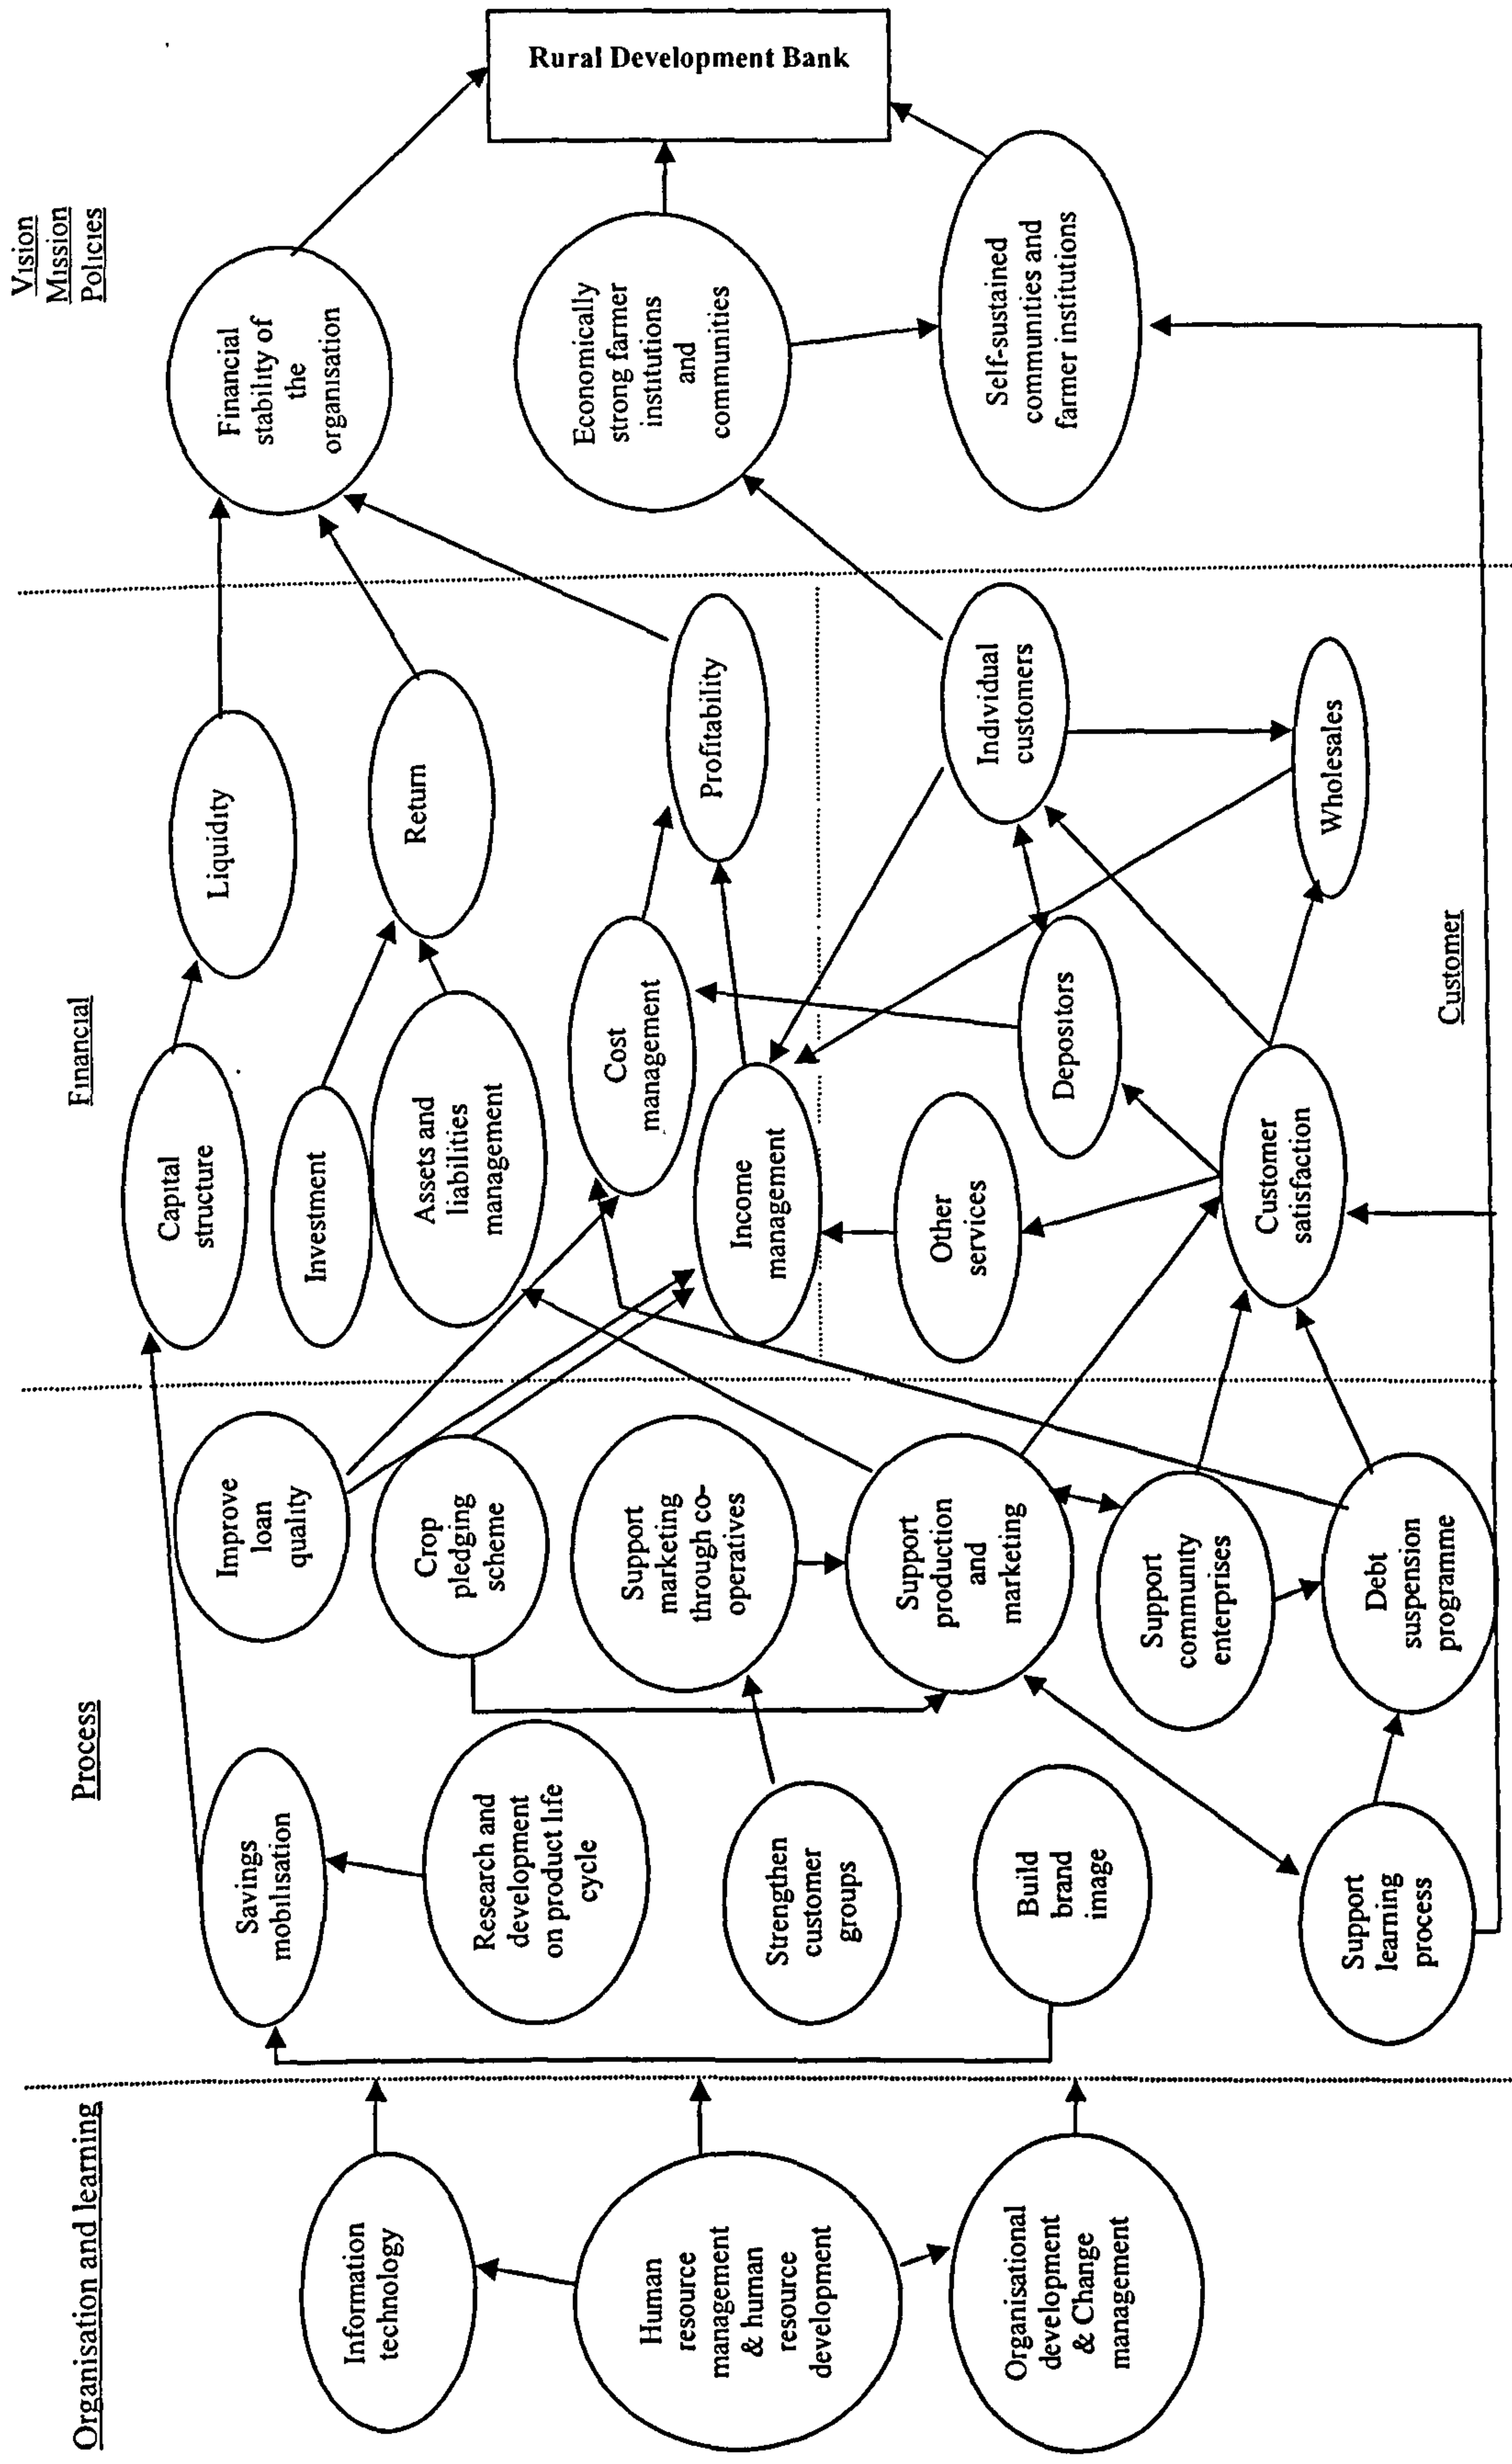 Organisation and learning
Information
technology
Human
resource
management
& human
resource
development
Organisational
development
& Change
management
Process
Savings
mobilisation
Research and
development
on product life
cycle
Strengthen
customer
groups
Build
brand
image
Support
learning
process
Improve
loan
quality
Crop
pledging
scheme
Support
marketing
through co-
operatives
Support
production
and
marketing
Support
community
enterprises
Debt
suspension
programme
Financial
Capital
structure
Investment
Assets and
liabilities
management
Cost
management
Income
management
Liquidity
Return
Profitability
Other
services
Depositors
Customer
satisfaction
Individual
customers
Wholesales
Customer
Vision
Mission
Policies
Financial
stability of
the
organisation
Economically
strong farmer
institutions
and
communities
Self-sustained
communities and
farmer institutions
Rural Development Bank